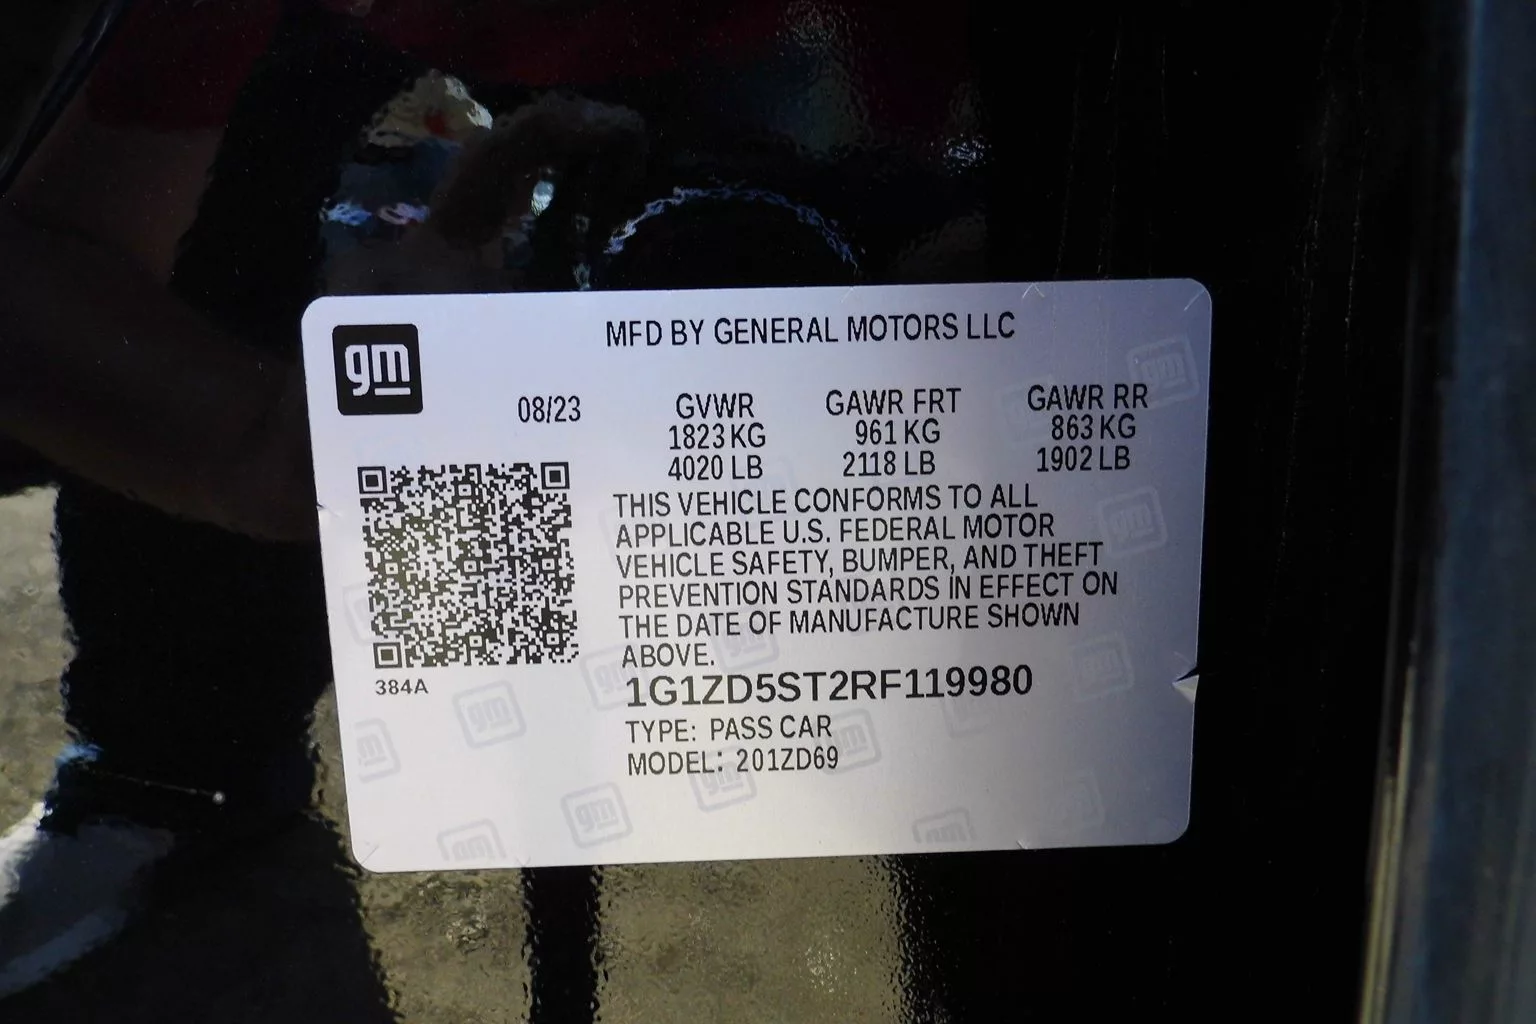 gm
MFD BY GENERAL MOTORS LLC
08/23
GVWR GAWR FRT GAWR RR
1823 KG 961 KG 863 KG
4020 LB 2118 LB 1902 LB
THIS VEHICLE CONFORMS TO ALL
APPLICABLE U.S. FEDERAL MOTOR
VEHICLE SAFETY, BUMPER, AND THEFT
PREVENTION STANDARDS IN EFFECT ON
THE DATE OF MANUFACTURE SHOWN
ABOVE.
384A
1G1ZD5ST2RF119980
TYPE: PASS CAR
MODEL: 201ZD69